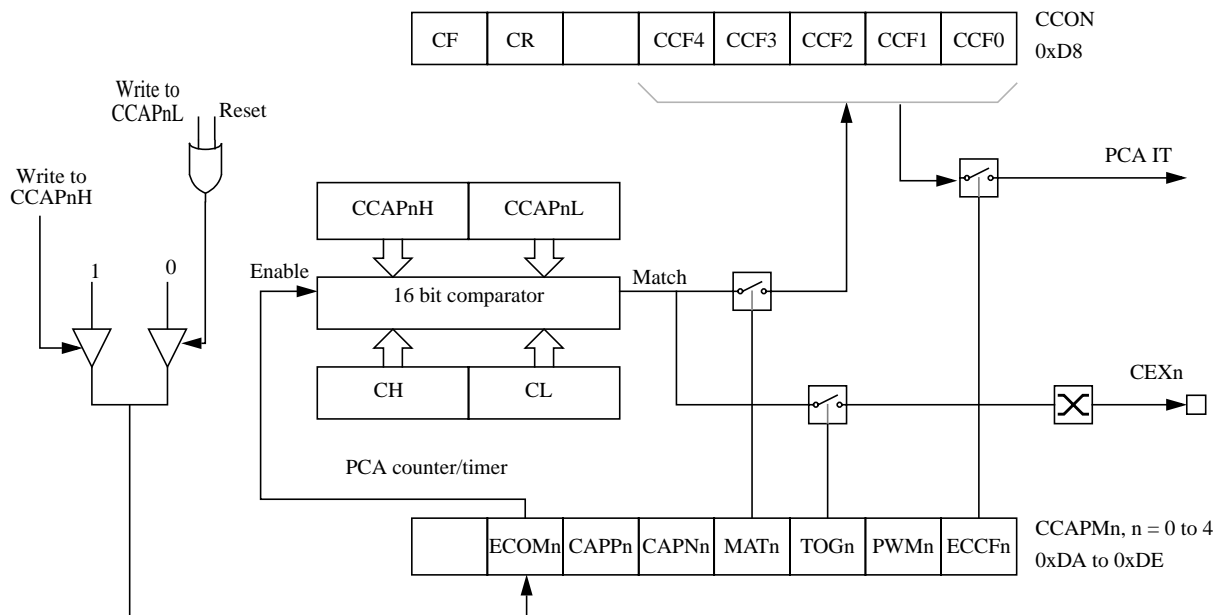 CF CR CCF4 CCF3 CCF2 CCF1 CCF0
CCON
0xD8
Write to
CCAPnL
Reset
Write to
CCAPnH
PCA IT
CCAPnH CCAPnL
1
0
Enable
16 bit comparator
Match
CH CL
CEXn
PCA counter/timer
ECOMn CAPPn CAPNn MATn TOGn PWMn ECCFn
CCAPMn, n = 0 to 4
0xDA to 0xDE